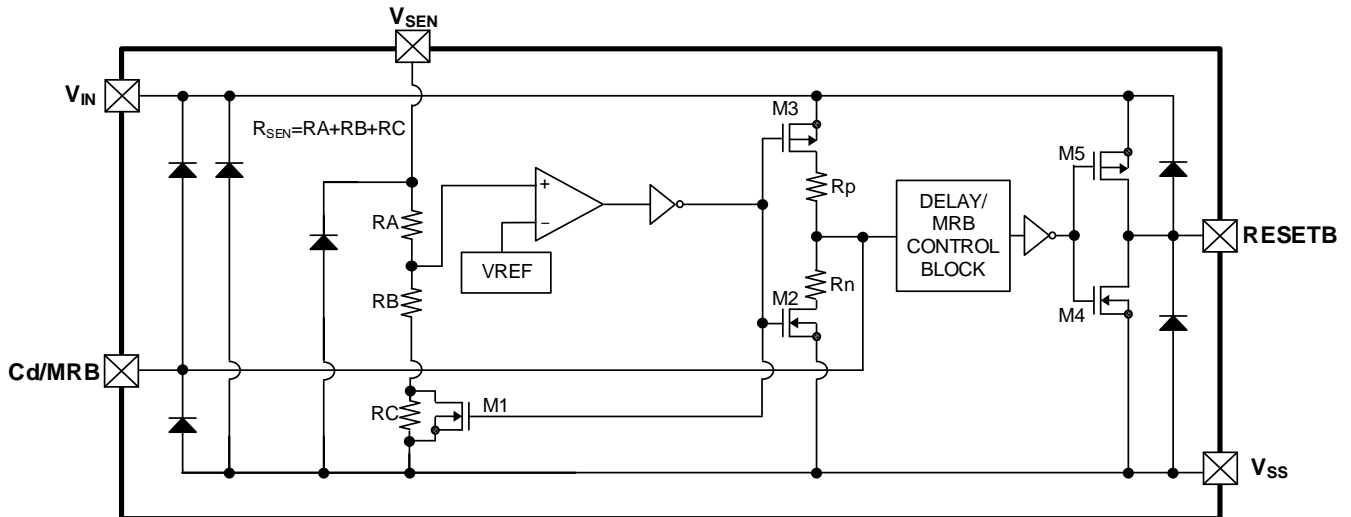 VSEN
VIN
M3
RSEN=RA+RB+RC
M5
Rp
+
DELAY/
MRB
CONTROL
BLOCK
RA
−
RESETB
VREF
Rn
RB
M2
M4
Cd/MRB
RC
M1
VSS